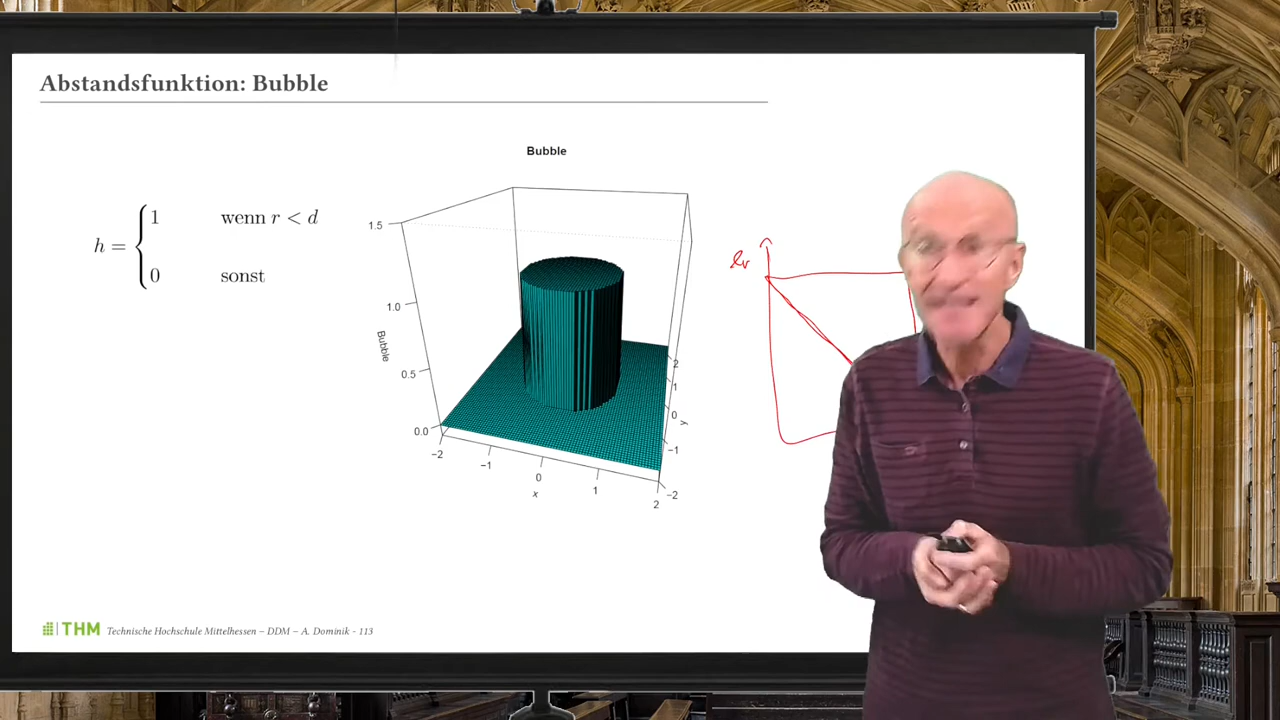 Abstandsfunktion: Bubble
Bubble
h = { 1 wenn r < d
0 sonst
1.5
1.0
0.5
0.0
Bubble
−2
−1
0
1
2
x
2
1
0
−1
−2
y
THM Technische Hochschule Mittelhessen – DDM – A. Dominik - 113